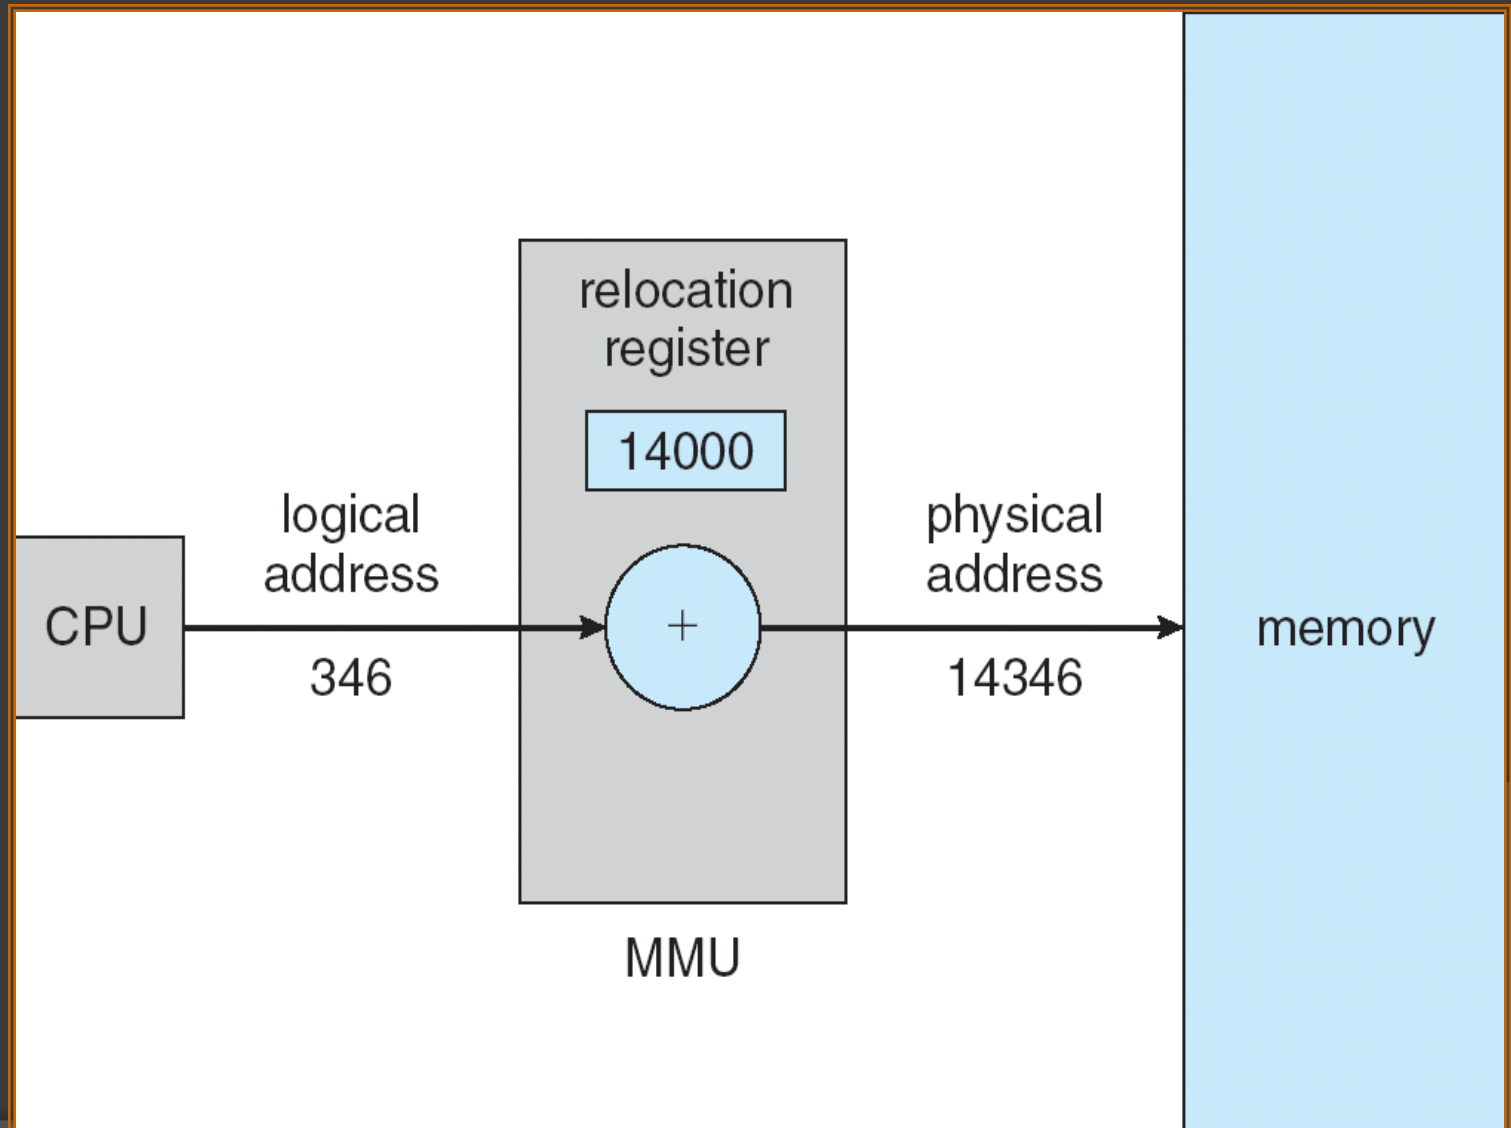 relocation
register
14000
logical
address
physical
address
CPU
+
memory
346
14346
MMU